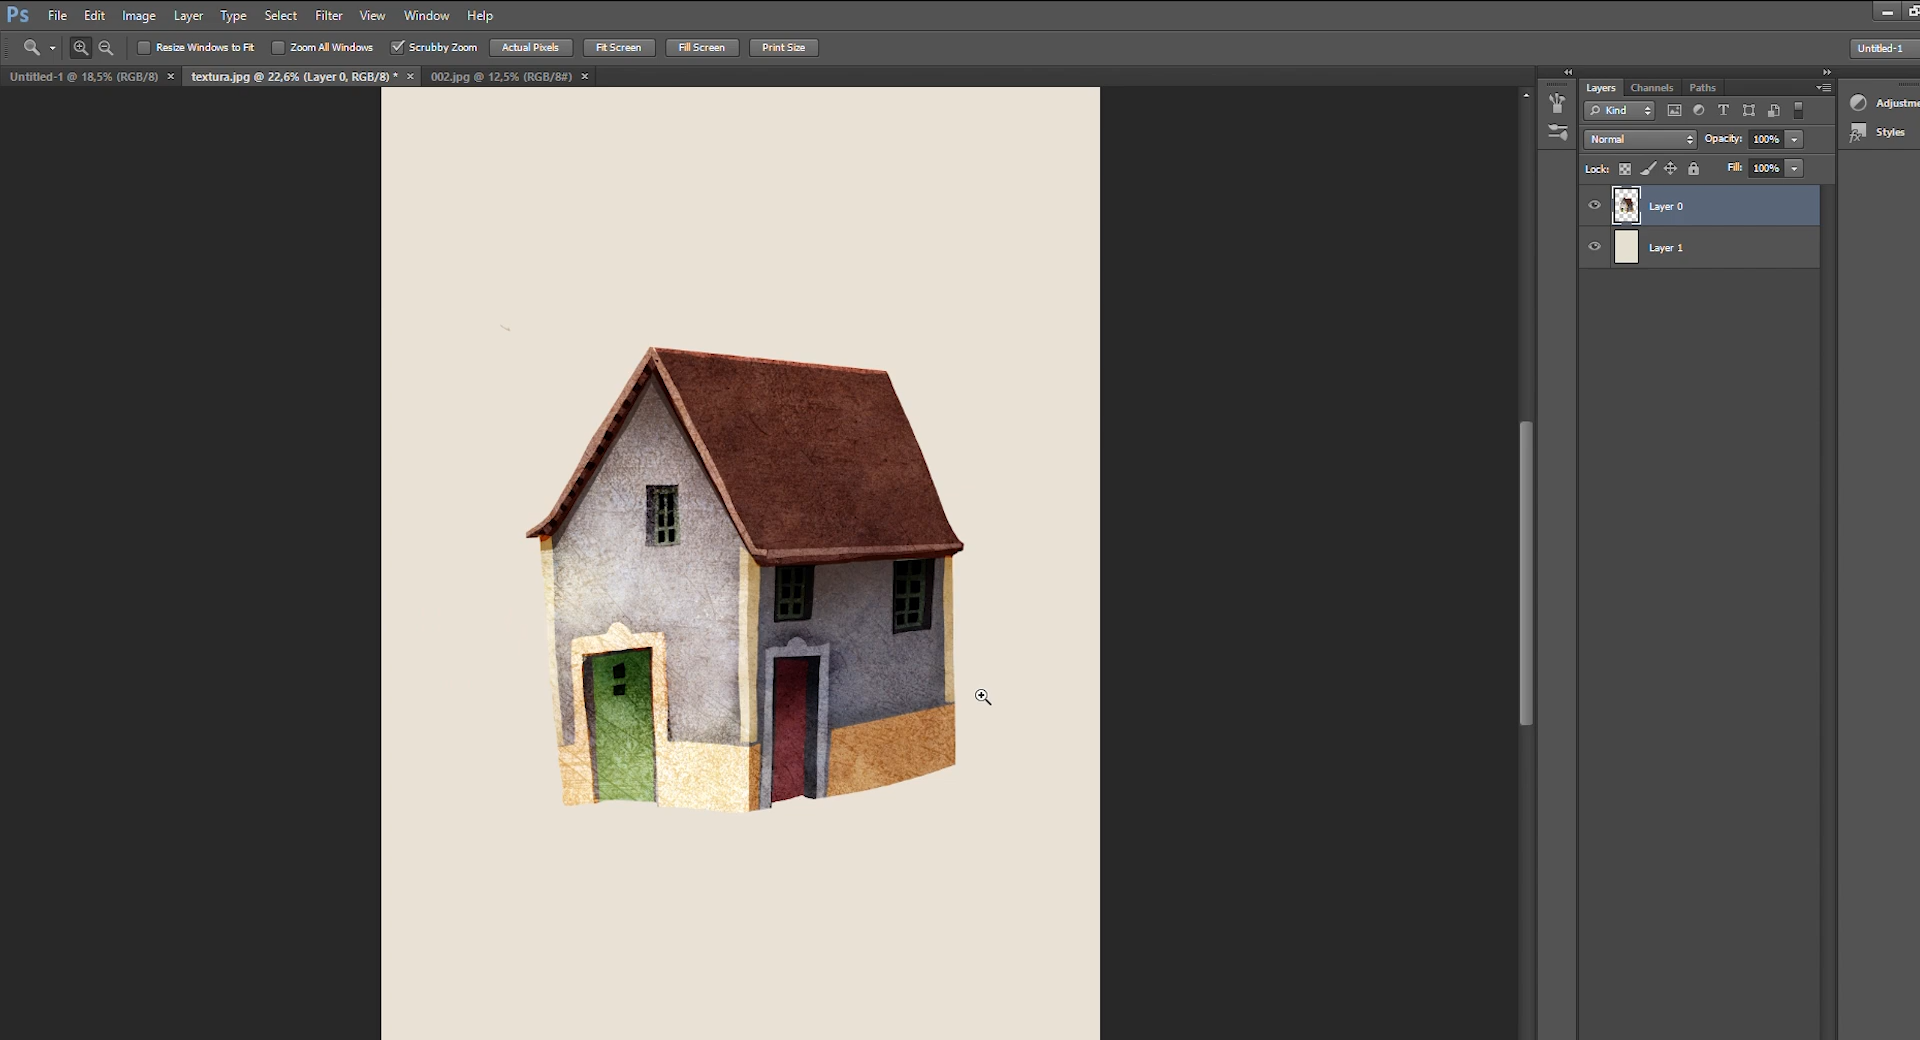 Ps File Edit Image Layer Type Select Filter View Window Help
Resize Windows to Fit Zoom All Windows Scrubby Zoom Actual Pixels Fit Screen Fill Screen Print Size Untitled-1
Untitled-1 @ 18,5% (RGB/8) × textura.jpg @ 22,6% (Layer 0, RGB/8) * × 002.jpg @ 12,5% (RGB/8#) ×
Layers Channels Paths
Kind
Normal Opacity: 100%
Lock: Fill: 100%
Layer 0
Layer 1
Adjustme
Styles